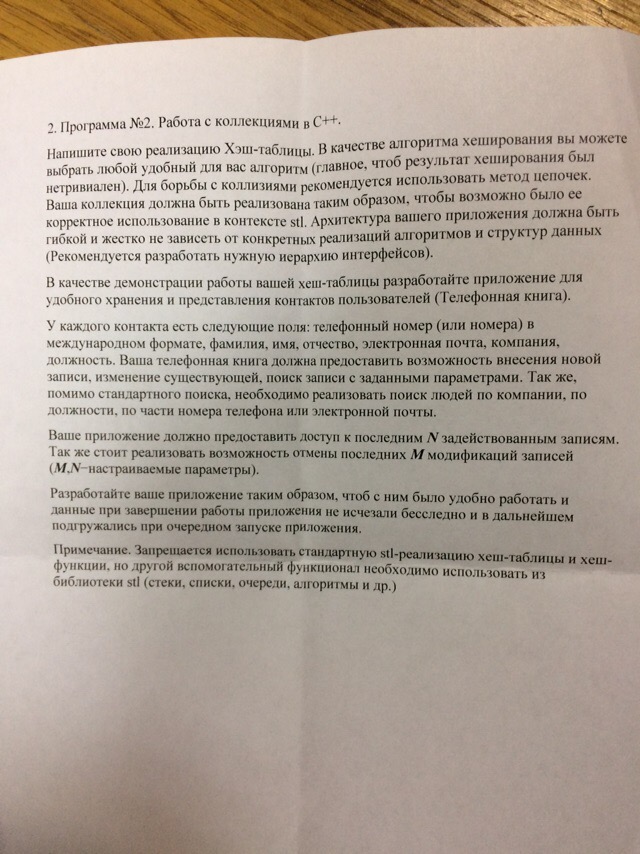 2. Программа №2. Работа с коллекциями в С++.
Напишите свою реализацию Хэш-таблицы. В качестве алгоритма хеширования вы можете
выбрать любой удобный для вас алгоритм (главное, чтоб результат хеширования был
нетривиален). Для борьбы с коллизиями рекомендуется использовать метод цепочек.
Ваша коллекция должна быть реализована таким образом, чтобы возможно было ее
корректное использование в контексте stl. Архитектура вашего приложения должна быть
гибкой и жестко не зависеть от конкретных реализаций алгоритмов и структур данных
(Рекомендуется разработать нужную иерархию интерфейсов).
В качестве демонстрации работы вашей хеш-таблицы разработайте приложение для
удобного хранения и представления контактов пользователей (Телефонная книга).
У каждого контакта есть следующие поля: телефонный номер (или номера) в
международном формате, фамилия, имя, отчество, электронная почта, компания,
должность. Ваша телефонная книга должна предоставить возможность внесения новой
записи, изменение существующей, поиск записи с заданными параметрами. Так же,
помимо стандартного поиска, необходимо реализовать поиск людей по компании, по
должности, по части номера телефона или электронной почты.
Ваше приложение должно предоставить доступ к последним N задействованным записям.
Так же стоит реализовать возможность отмены последних M модификаций записей
(M,N−настраиваемые параметры).
Разработайте ваше приложение таким образом, чтоб с ним было удобно работать и
данные при завершении работы приложения не исчезали бесследно и в дальнейшем
подгружались при очередном запуске приложения.
Примечание. Запрещается использовать стандартную stl-реализацию хеш-таблицы и хеш-
функции, но другой вспомогательный функционал необходимо использовать из
библиотеки stl (стеки, списки, очереди, алгоритмы и др.)